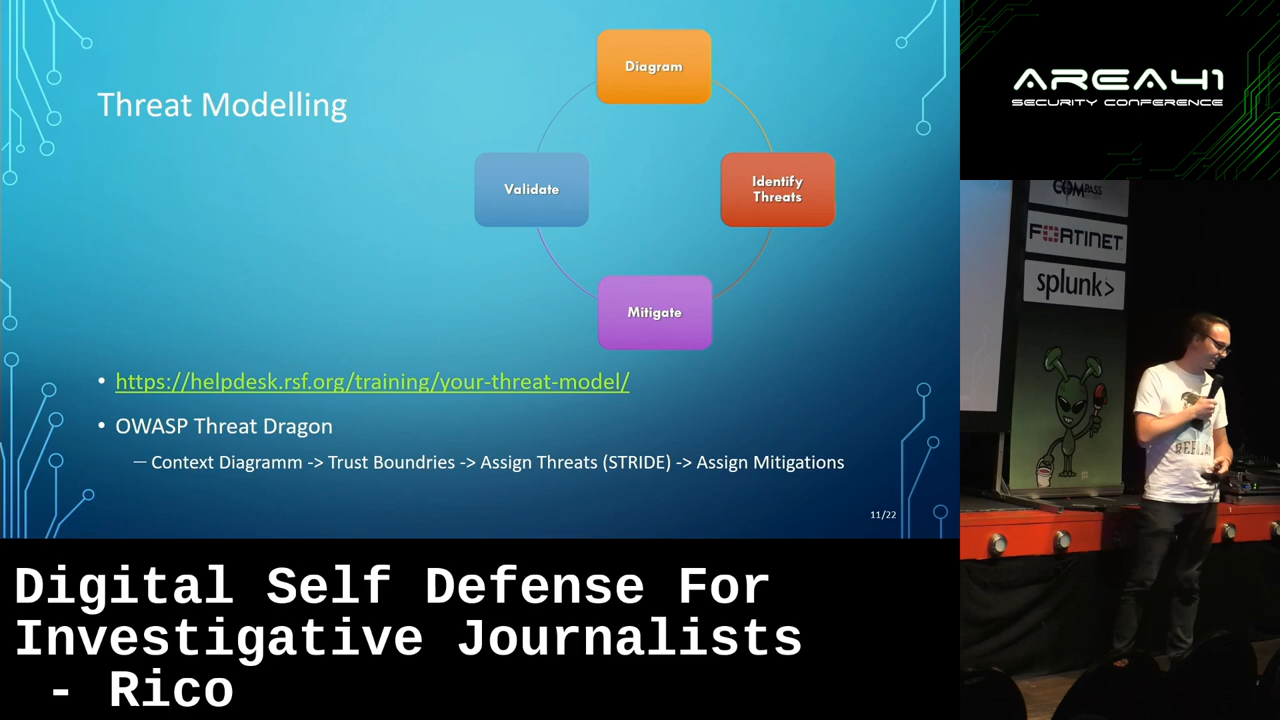 Threat Modelling
Diagram
Identify
Threats
Mitigate
Validate
• https://helpdesk.rsf.org/training/your-threat-model/
• OWASP Threat Dragon
– Context Diagramm -> Trust Boundries -> Assign Threats (STRIDE) -> Assign Mitigations
11/22
AREA41
SECURITY CONFERENCE
COMPASS
FORTINET
splunk>
Digital Self Defense For
Investigative Journalists
- Rico